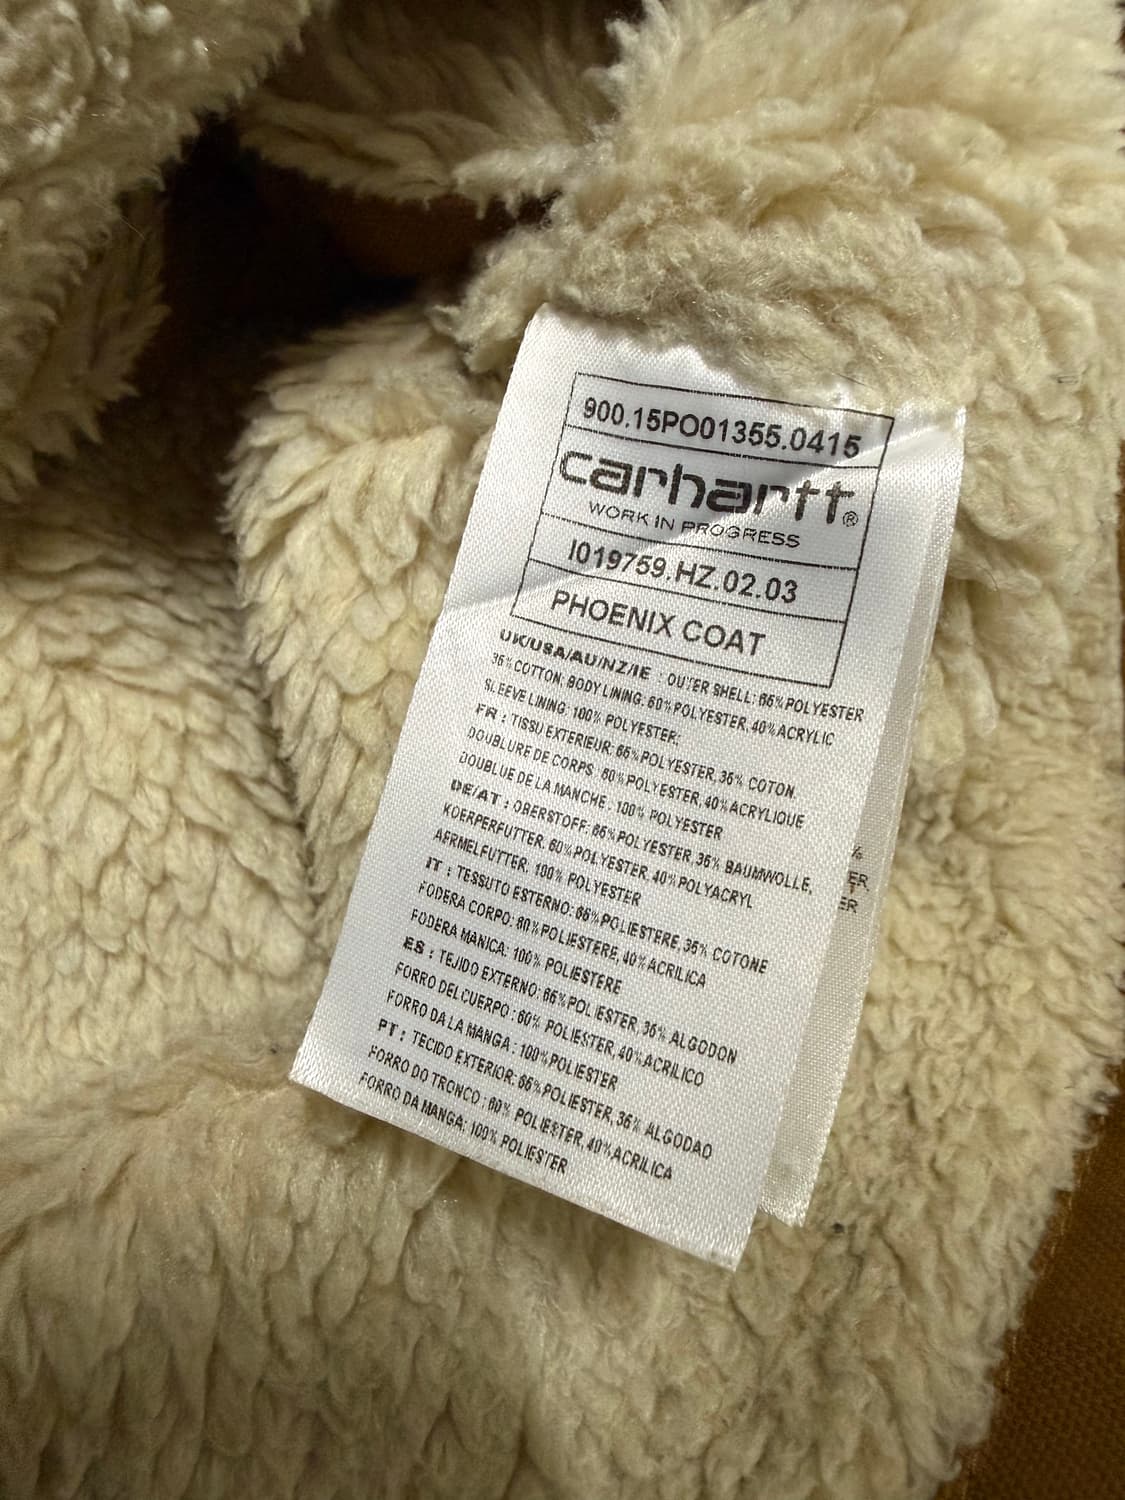 900.15PO01355.0415
carhartt®
WORK IN PROGRESS
I019759.HZ.02.03
PHOENIX COAT
UK/USA/AU/NZ/IE : OUTER SHELL: 65%POLYESTER
35%COTTON, BODY LINING: 60%POLYESTER, 40%ACRYLIC
SLEEVE LINING: 100% POLYESTER;
FR : TISSU EXTERIEUR: 65%POLYESTER, 35% COTON.
DOUBLURE DE CORPS : 60%POLYESTER, 40%ACRYLIQUE
DOUBLUE DE LA MANCHE : 100% POLYESTER
DE/AT : OBERSTOFF: 65%POLYESTER, 35% BAUMWOLLE,
KOERPERFUTTER: 60%POLYESTER, 40%POLYACRYL
AFRMELFUTTER: 100% POLYESTER
IT : TESSUTO ESTERNO: 65%POLIESTERE, 35% COTONE
FODERA CORPO: 60%POLIESTERE, 40%ACRILICA
FODERA MANICA: 100% POLIESTERE
ES : TEJIDO EXTERNO: 65%POLIESTER, 35% ALGODON
FORRO DEL CUERPO : 60% POLIESTER, 40%ACRILICO
FORRO DA LA MANGA : 100%POLIESTER
PT : TECIDO EXTERIOR: 65%POLIESTER, 35% ALGODAO
FORRO DO TRONCO : 60% POLIESTER, 40%ACRILICA
FORRO DA MANGA: 100% POLIESTER